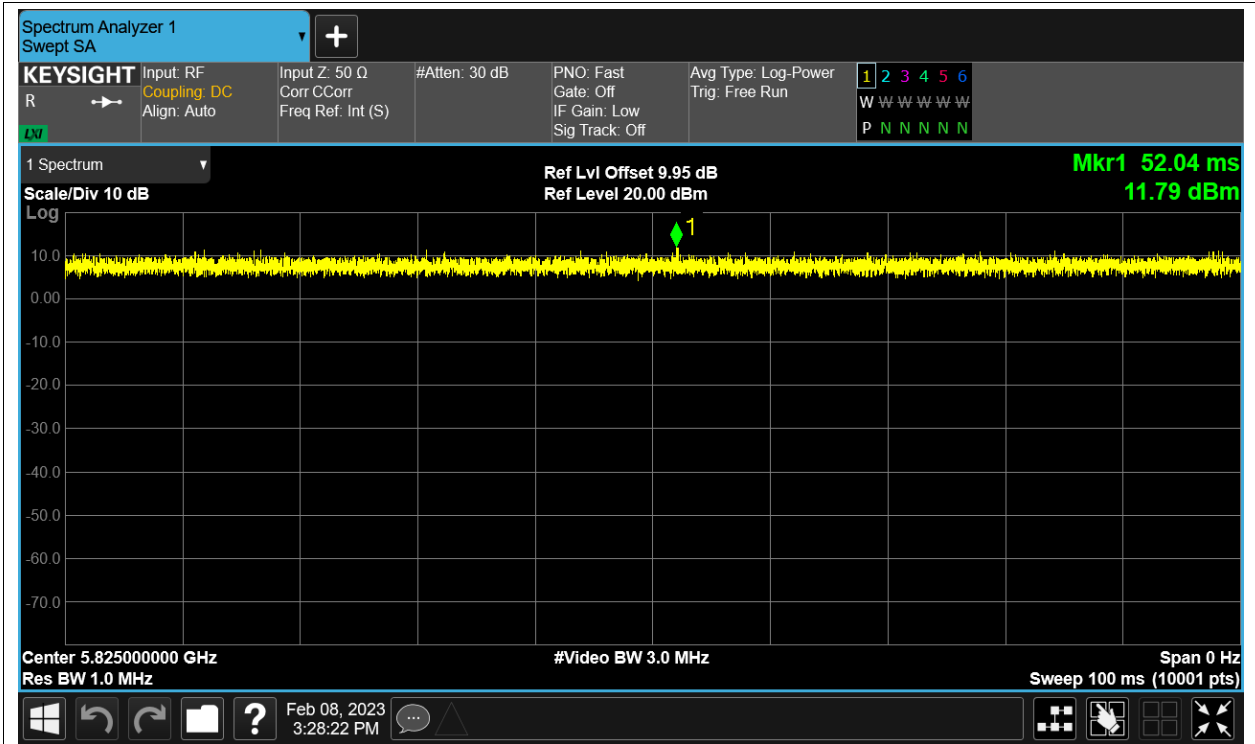 Spectrum Analyzer 1
Swept SA
KEYSIGHT
R
LXI
Input: RF
Coupling: DC
Align: Auto
Input Z: 50 Ω
Corr CCorr
Freq Ref: Int (S)
#Atten: 30 dB
PNO: Fast
Gate: Off
IF Gain: Low
Sig Track: Off
Avg Type: Log-Power
Trig: Free Run
1 2 3 4 5 6
W W W W W W
P N N N N N
1 Spectrum
Scale/Div 10 dB
Log
Ref Lvl Offset 9.95 dB
Ref Level 20.00 dBm
Mkr1 52.04 ms
11.79 dBm
1
10.0
0.00
-10.0
-20.0
-30.0
-40.0
-50.0
-60.0
-70.0
Center 5.825000000 GHz
#Video BW 3.0 MHz
Span 0 Hz
Res BW 1.0 MHz
Sweep 100 ms (10001 pts)
?
Feb 08, 2023
3:28:22 PM